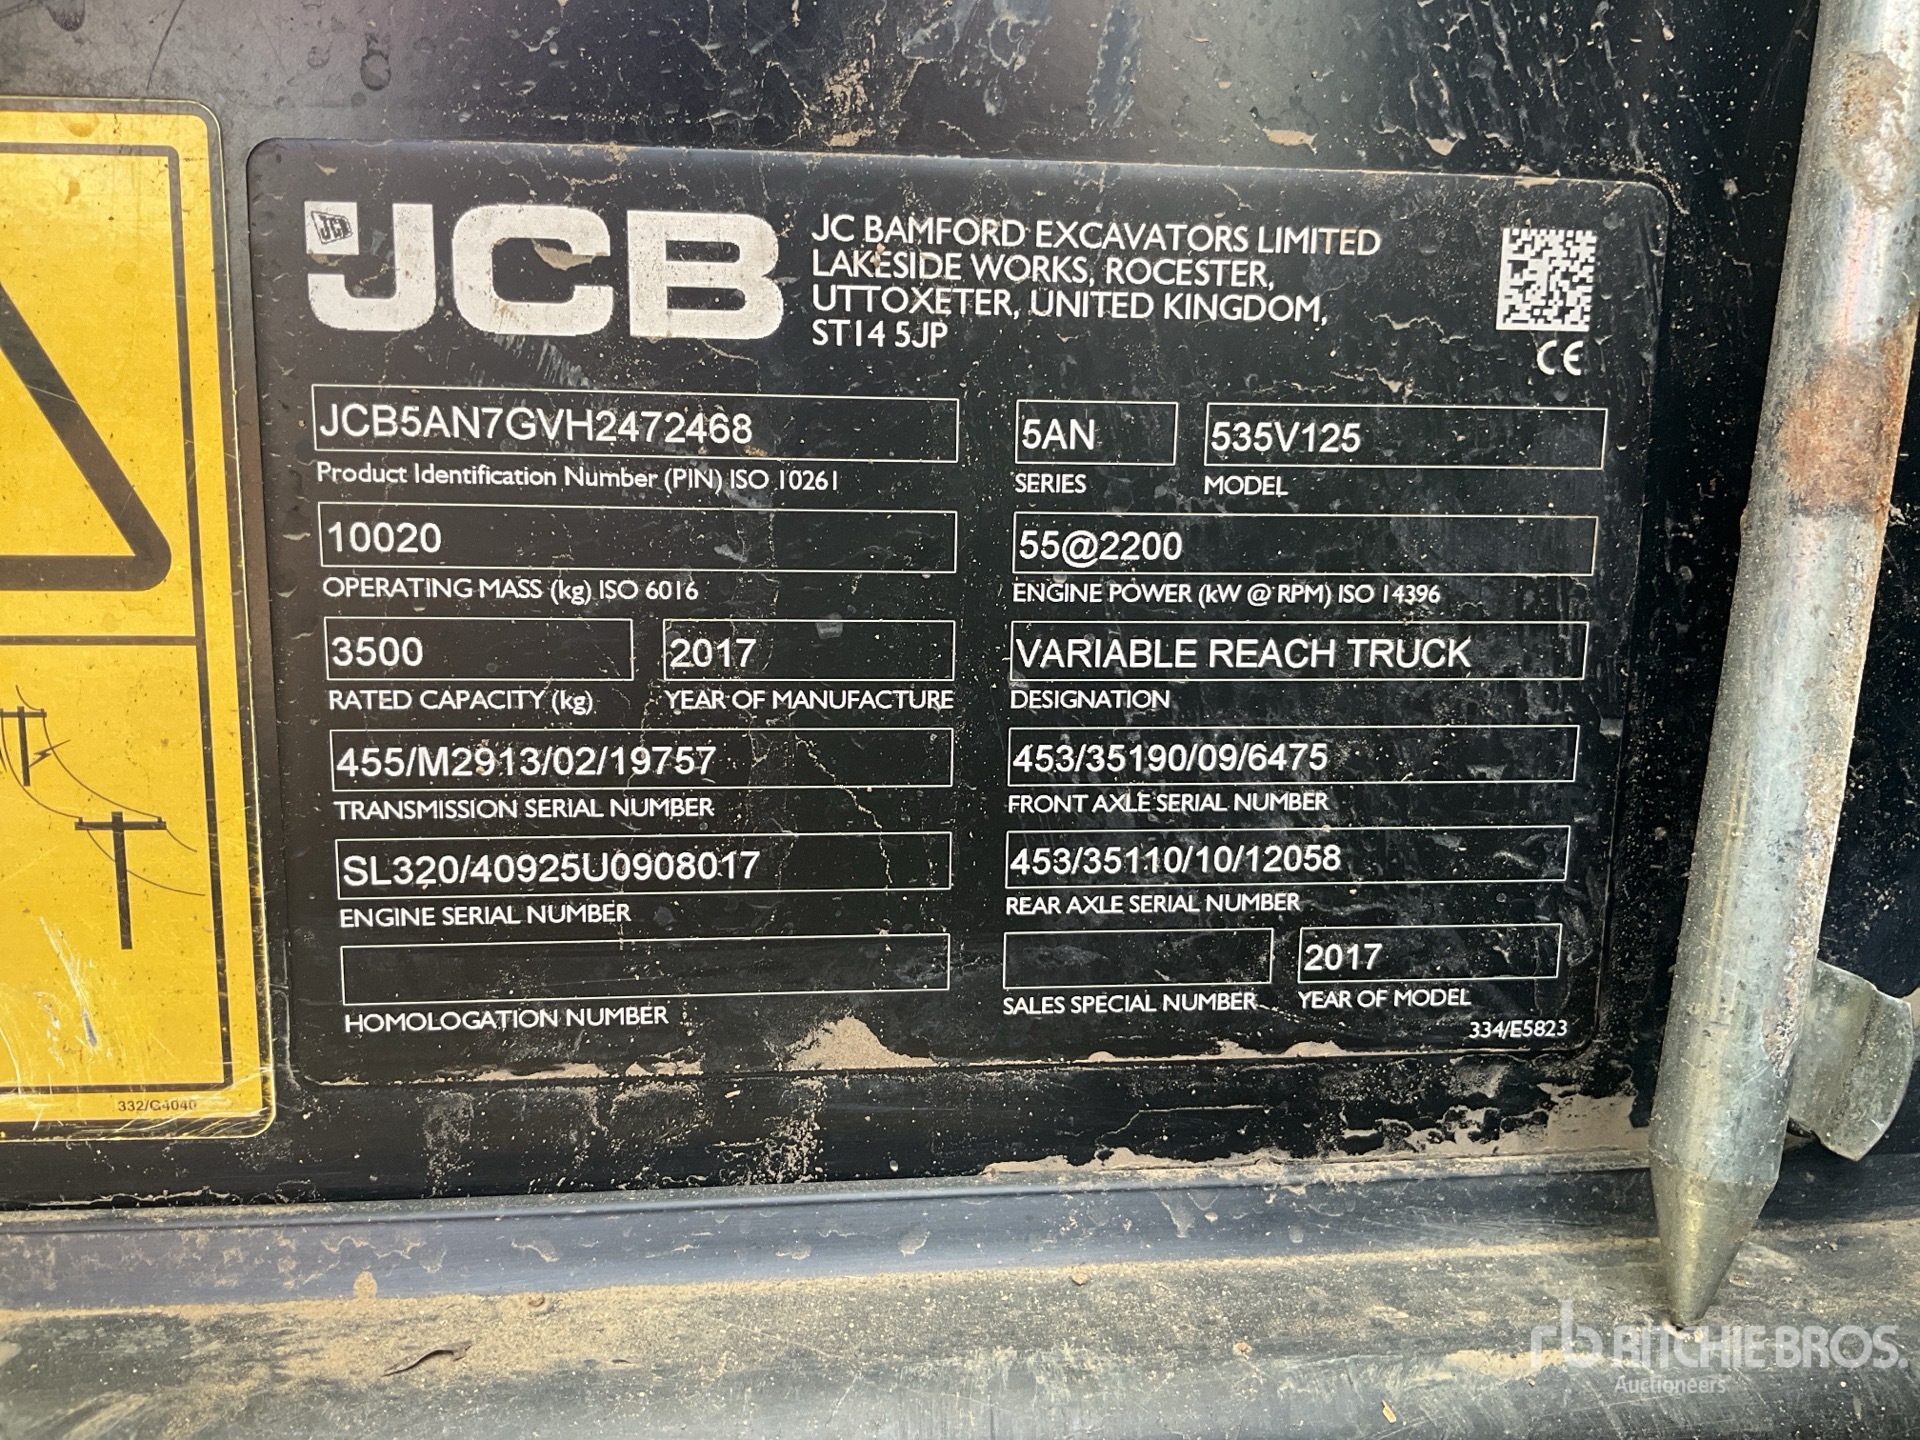 JCB
JCB
JC BAMFORD EXCAVATORS LIMITED
LAKESIDE WORKS, ROCESTER,
UTTOXETER, UNITED KINGDOM,
ST14 5JP
CE
JCB5AN7GVH2472468
Product Identification Number (PIN) ISO 10261
5AN
SERIES
535V125
MODEL
10020
OPERATING MASS (kg) ISO 6016
55@2200
ENGINE POWER (kW @ RPM) ISO 14396
3500
RATED CAPACITY (kg)
2017
YEAR OF MANUFACTURE
VARIABLE REACH TRUCK
DESIGNATION
455/M2913/02/19757
TRANSMISSION SERIAL NUMBER
453/35190/09/6475
FRONT AXLE SERIAL NUMBER
SL320/40925U0908017
ENGINE SERIAL NUMBER
453/35110/10/12058
REAR AXLE SERIAL NUMBER
HOMOLOGATION NUMBER
SALES SPECIAL NUMBER
2017
YEAR OF MODEL
334/E5823
332/G4040
rb RITCHIE BROS.
Auctioneers